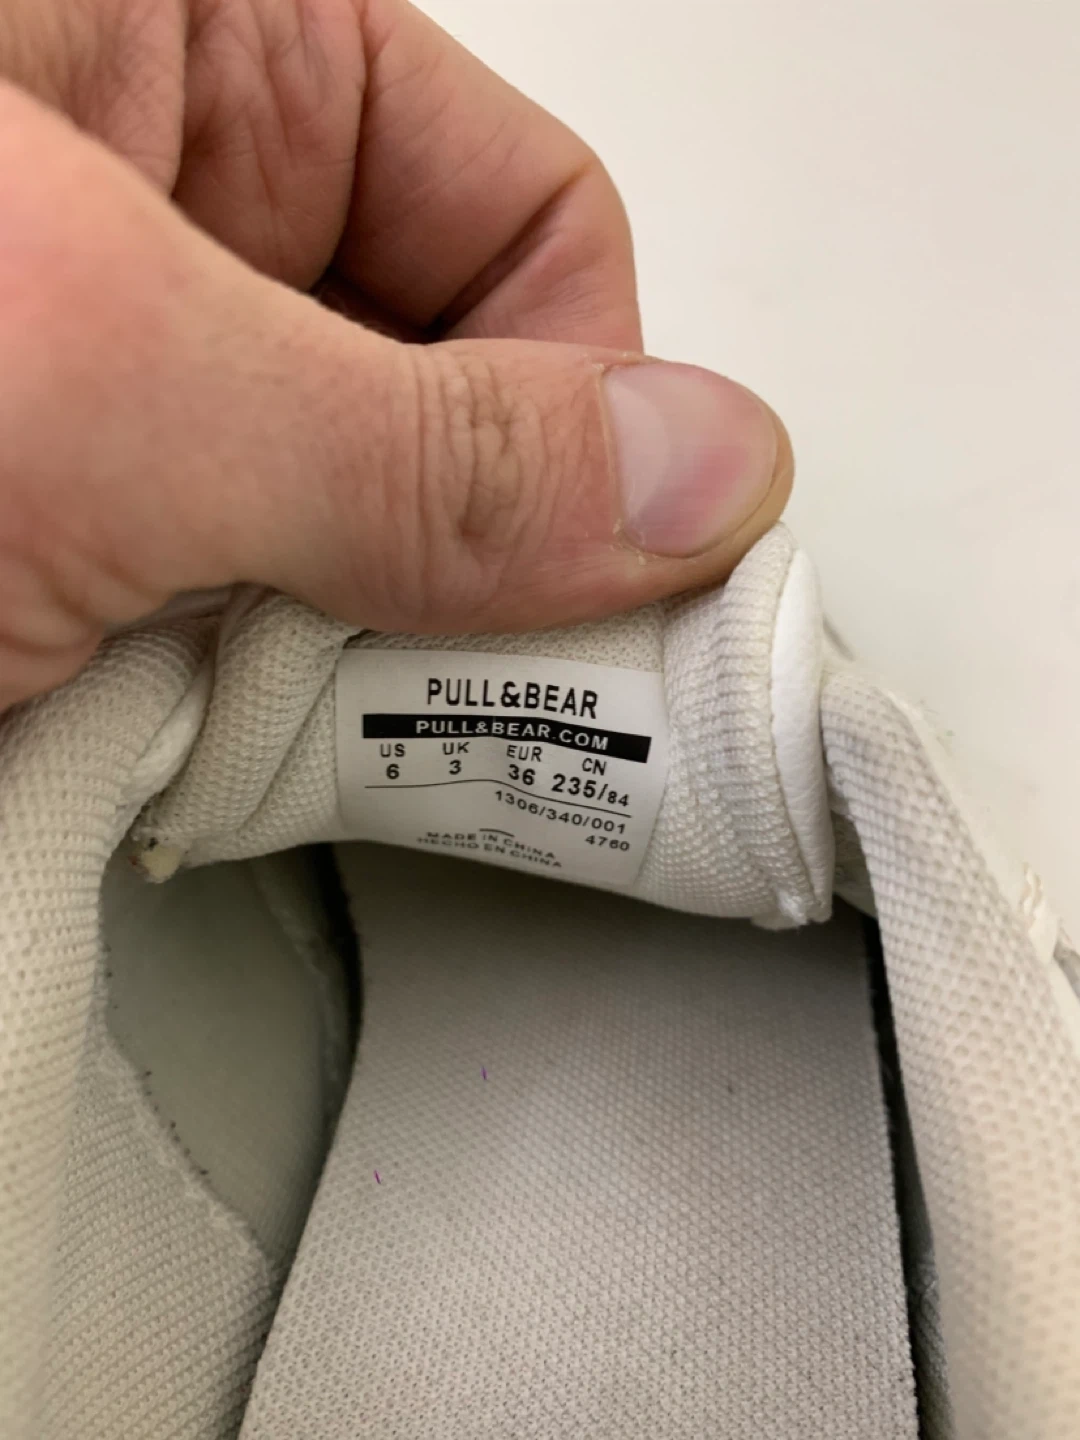 PULL&BEAR
PULL&BEAR.COM
US UK EUR CN
6 3 36 235/84
1306/340/001
4760
MADE IN CHINA
HECHO EN CHINA